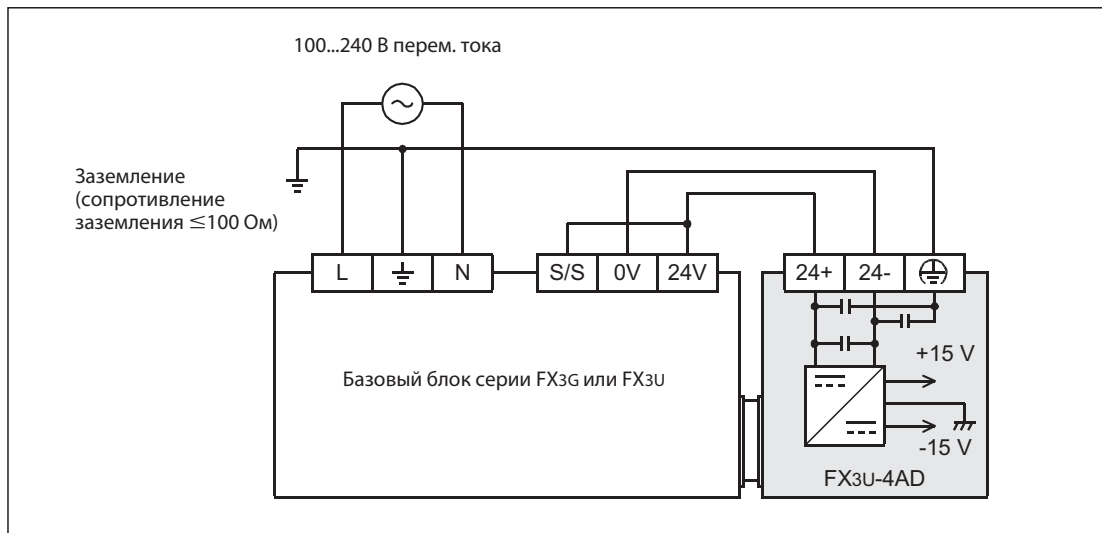 100...240 В перем. тока
Заземление
(сопротивление
заземления ≤100 Ом)
L N S/S 0V 24V 24+ 24-
+15 V
Базовый блок серии FX3G или FX3U
-15 V
FX3U-4AD